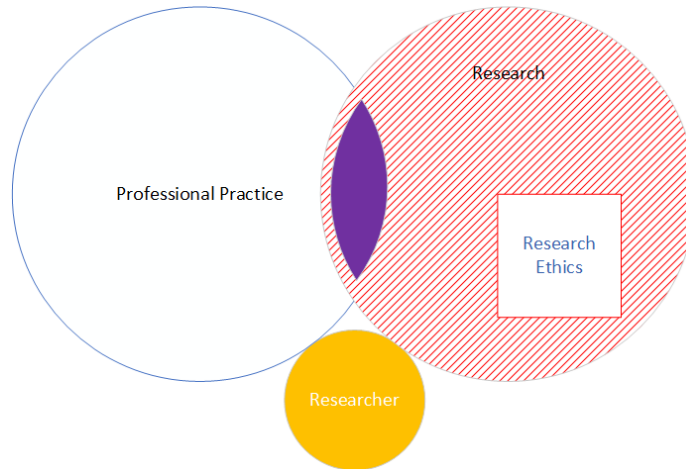 Research
Professional Practice
Research
Ethics
Researcher